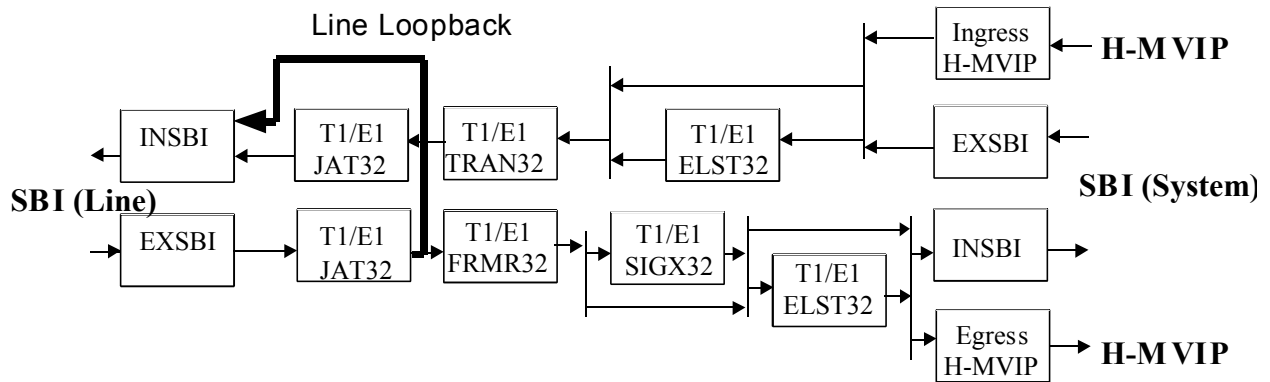 Line Loopback
Ingress
H-MVIP
H-MVIP
INSBI
T1/E1
JAT32
T1/E1
TRAN32
T1/E1
ELST32
EXSBI
SBI (Line)
SBI (System)
EXSBI
T1/E1
JAT32
T1/E1
FRMR32
T1/E1
SIGX32
T1/E1
ELST32
INSBI
Egress
H-MVIP
H-MVIP